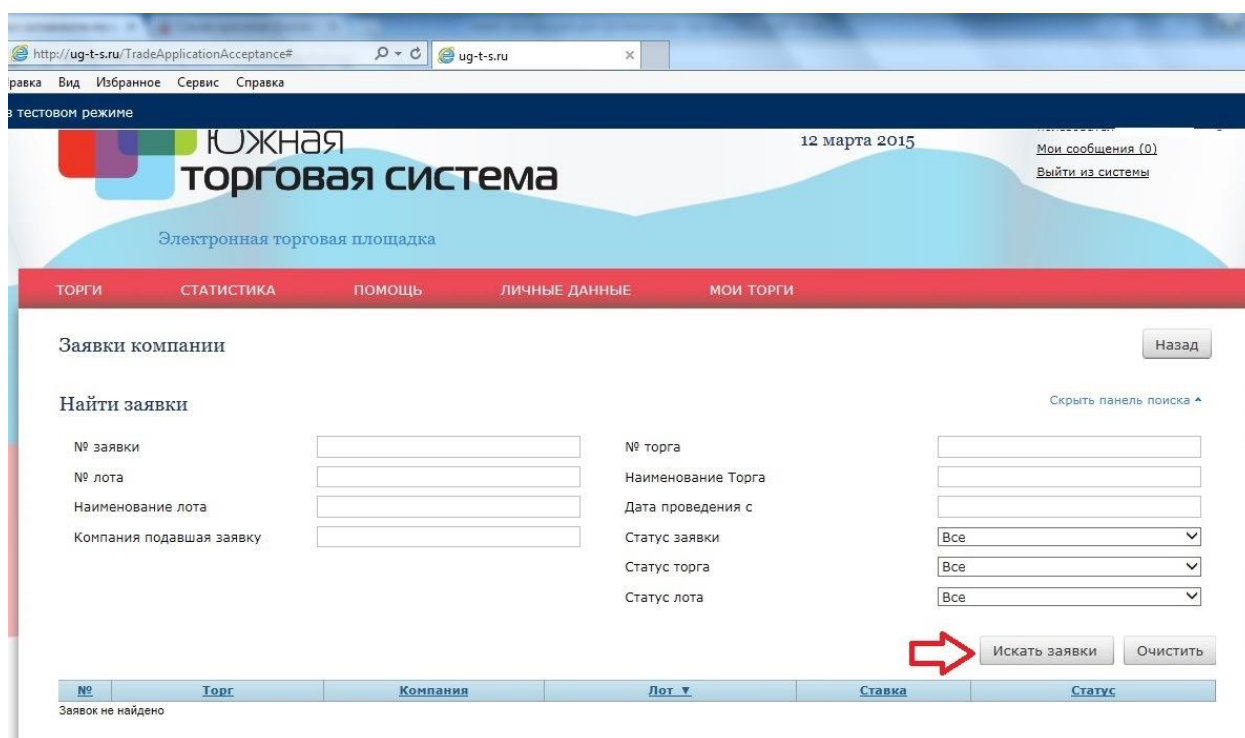 http://ug-t-s.ru/TradeApplicationAcceptance#
ug-t-s.ru
равка Вид Избранное Сервис Справка
в тестовом режиме
Южная
торговая система
Электронная торговая площадка
12 марта 2015
Мои сообщения (0)
Выйти из системы
ТОРГИ СТАТИСТИКА ПОМОЩЬ ЛИЧНЫЕ ДАННЫЕ МОИ ТОРГИ
Заявки компании Назад
Найти заявки Скрыть панель поиска
№ заявки № торга
№ лота Наименование Торга
Наименование лота Дата проведения с
Компания подавшая заявку Статус заявки Все
Статус торга Все
Статус лота Все
Искать заявки Очистить
№ Торг Компания Лот ▼ Ставка Статус
Заявок не найдено